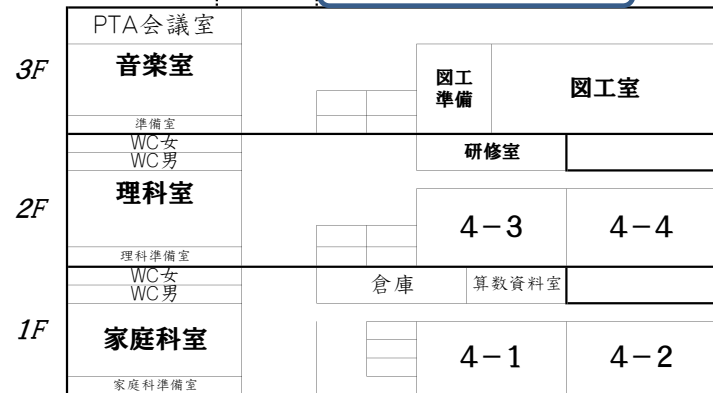 PTA会議室
3F
音楽室
図工
準備
図工室
準備室
WC女
WC男
研修室
2F
理科室
4−3
4−4
理科準備室
WC女
WC男
倉庫
算数資料室
1F
家庭科室
4−1
4−2
家庭科準備室